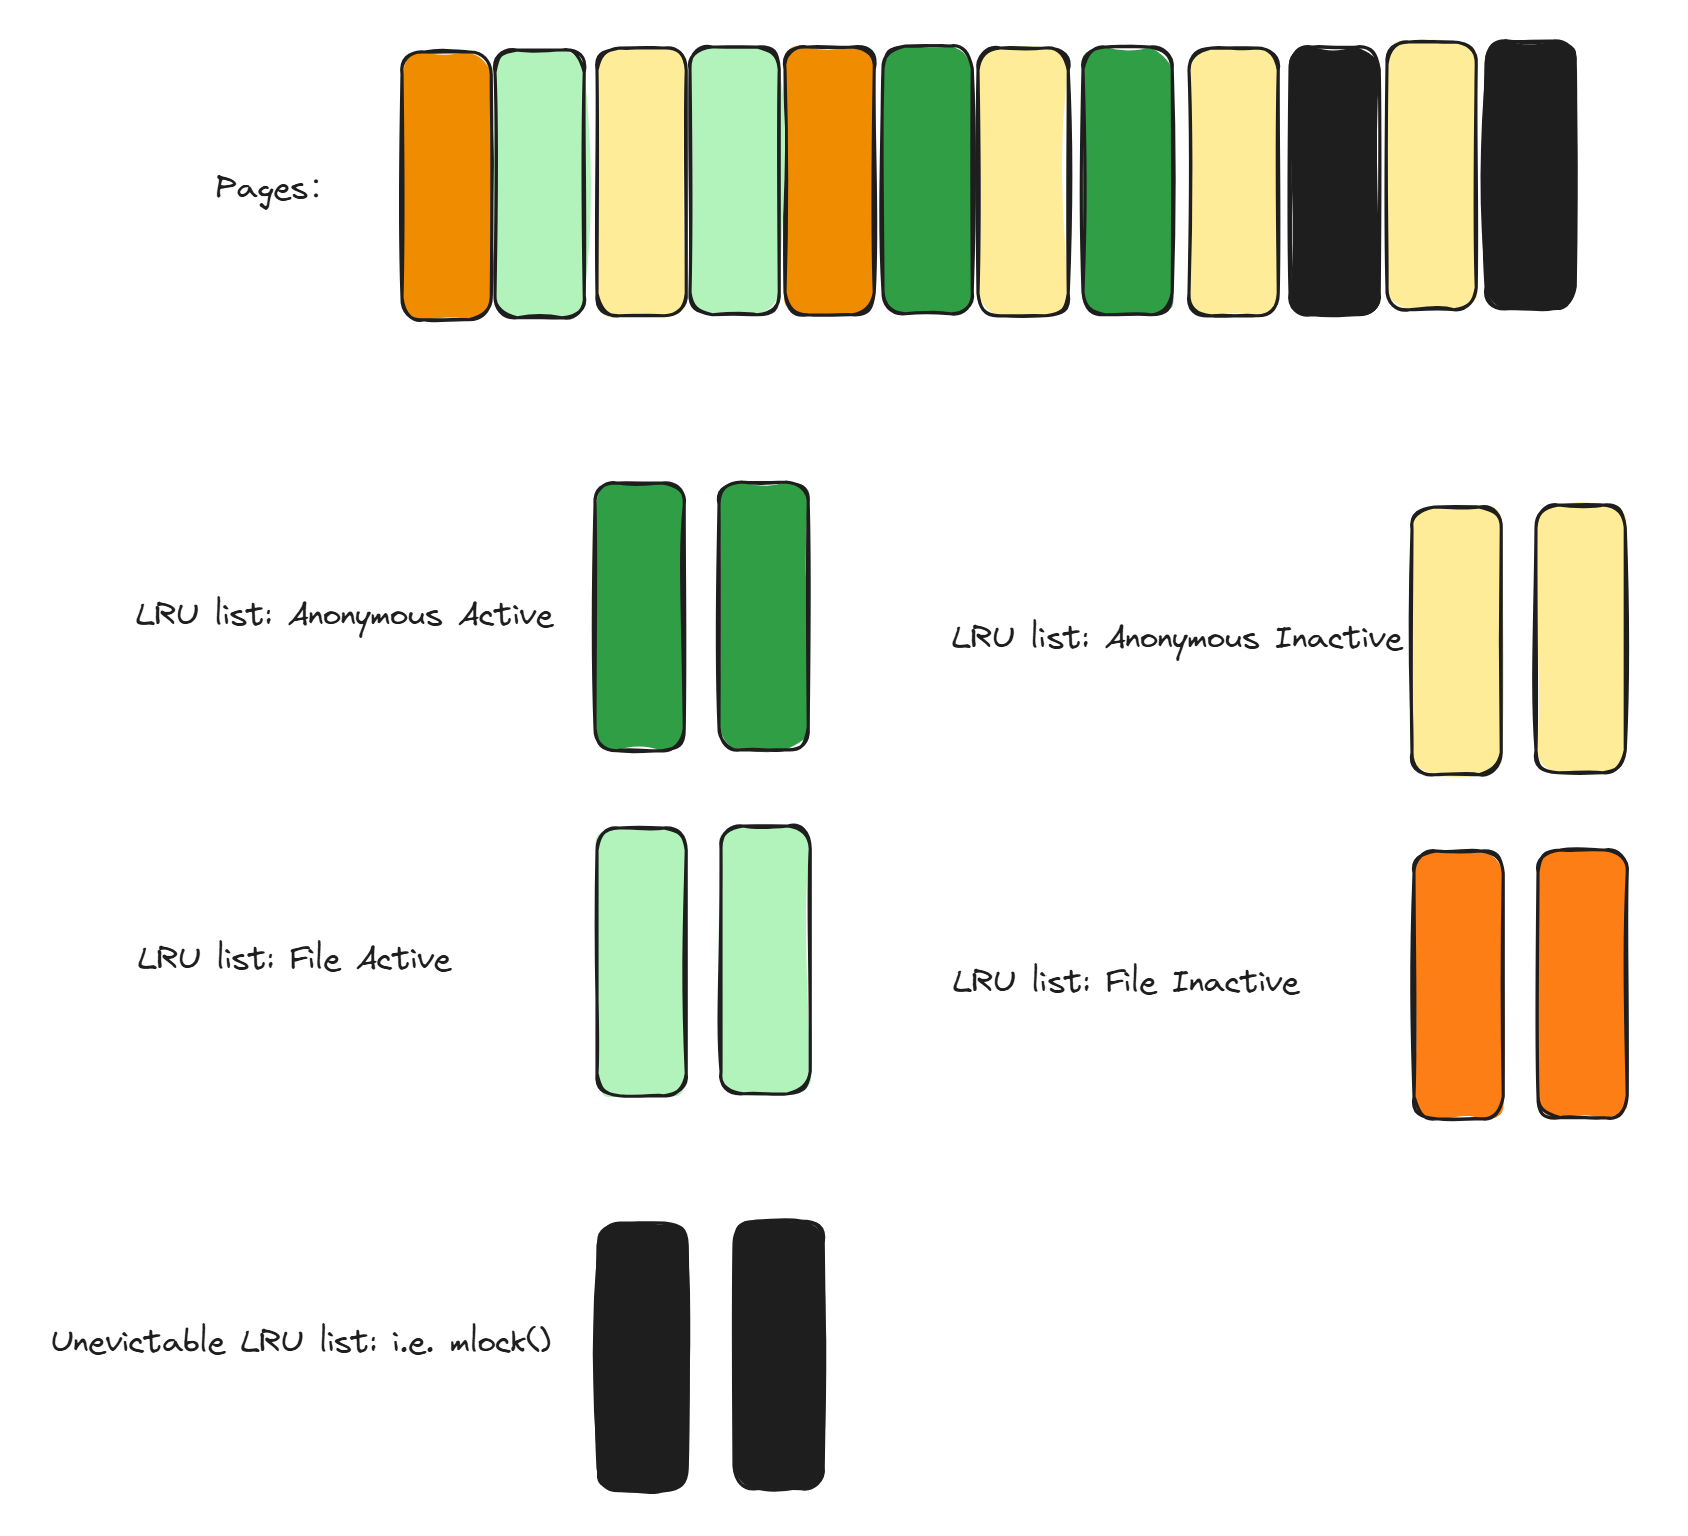 Pages:
LRU list: Anonymous Active
LRU list: Anonymous Inactive
LRU list: File Active
LRU list: File Inactive
Unevictable LRU list: i.e. mlock()